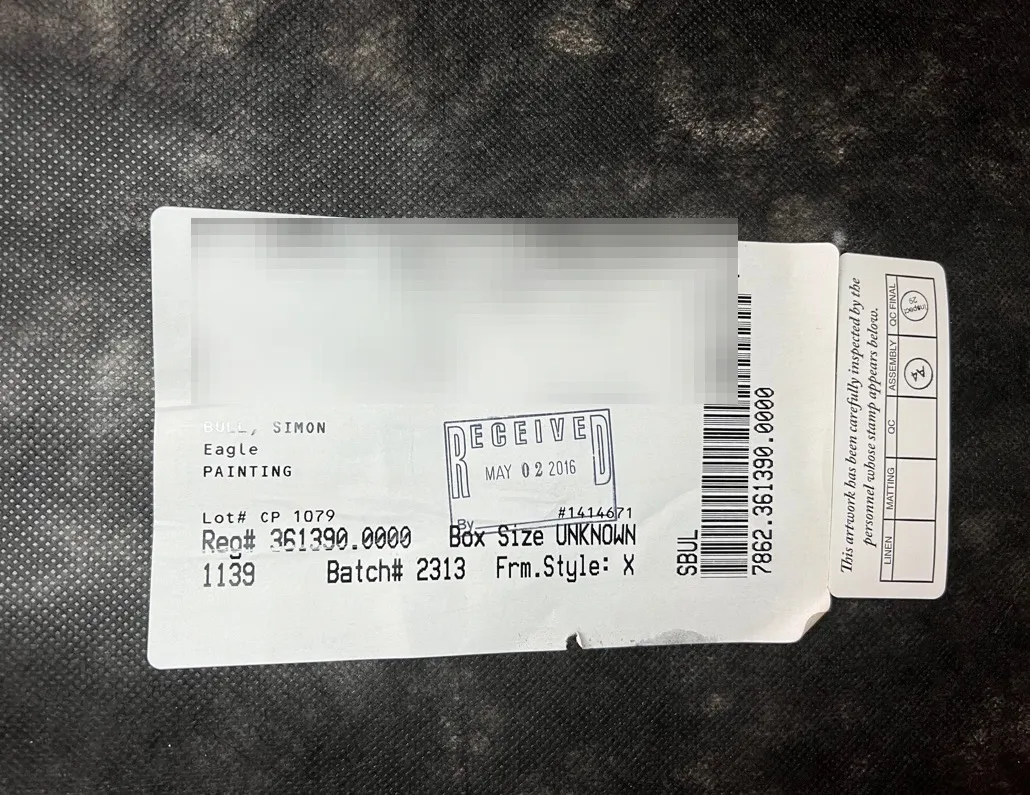 BULL, SIMON
Eagle
PAINTING
RECEIVED
MAY 02 2016
By
Lot# CP 1079
#1414671
Reg# 361390.0000 Box Size UNKNOWN
1139 Batch# 2313 Frm.Style: X
SBUL
7862.361390.0000
This artwork has been carefully inspected by the
personnel whose stamp appears below.
LINEN MATTING QC ASSEMBLY QC FINAL